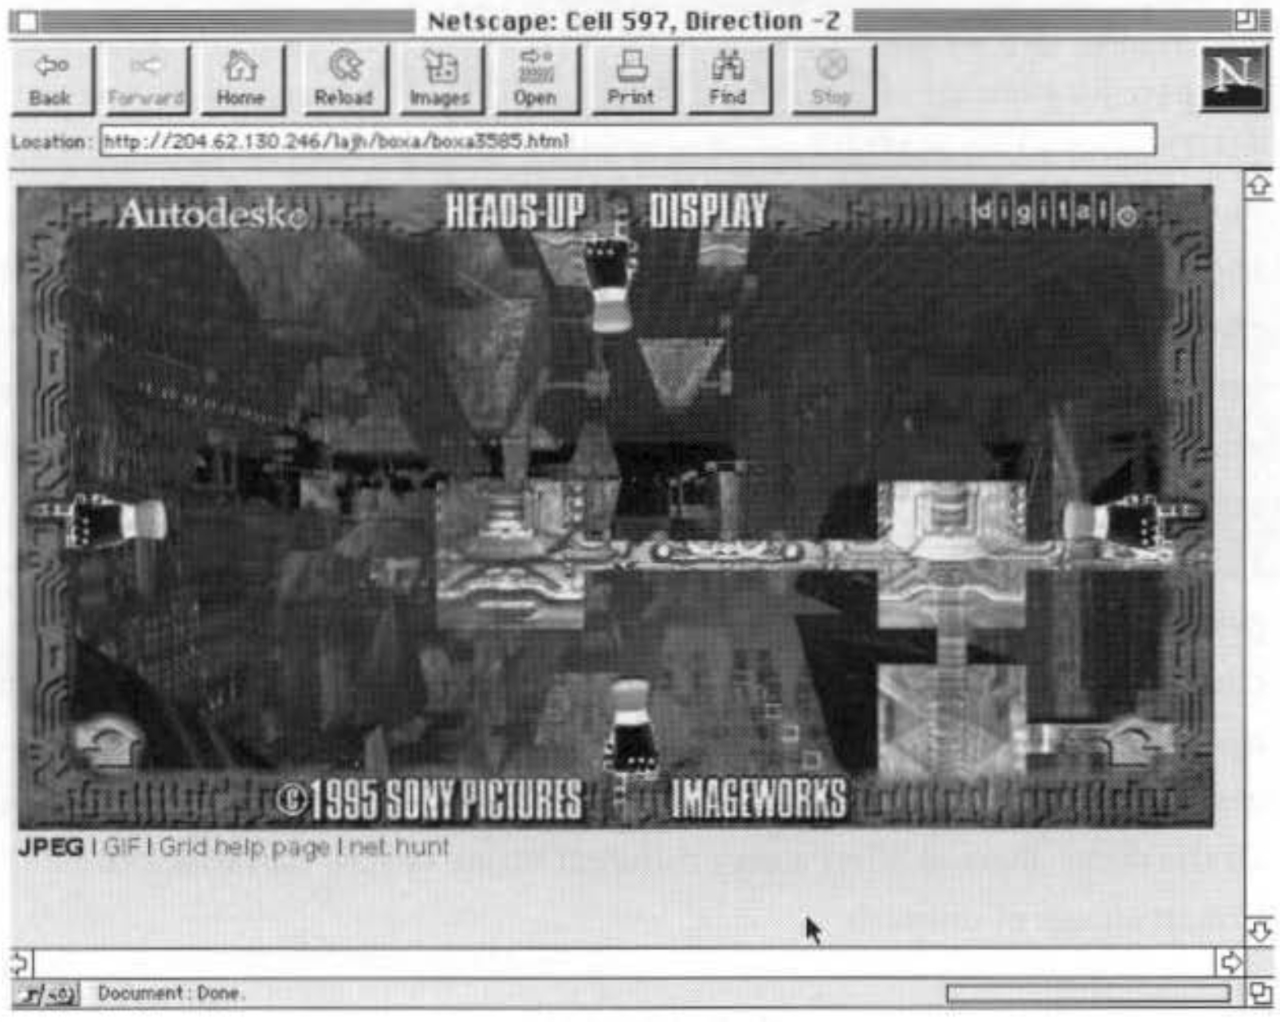 Netscape: Cell 597, Direction -2
Back Forward Home Reload Images Open Print Find Stop
N
Location: http://204.62.130.246/lajh/boxa/boxa3585.html
Autodesk® HEADS-UP DISPLAY digital®
©1995 SONY PICTURES IMAGEWORKS
JPEG | GIF | Grid help page | net.hunt
Document: Done.